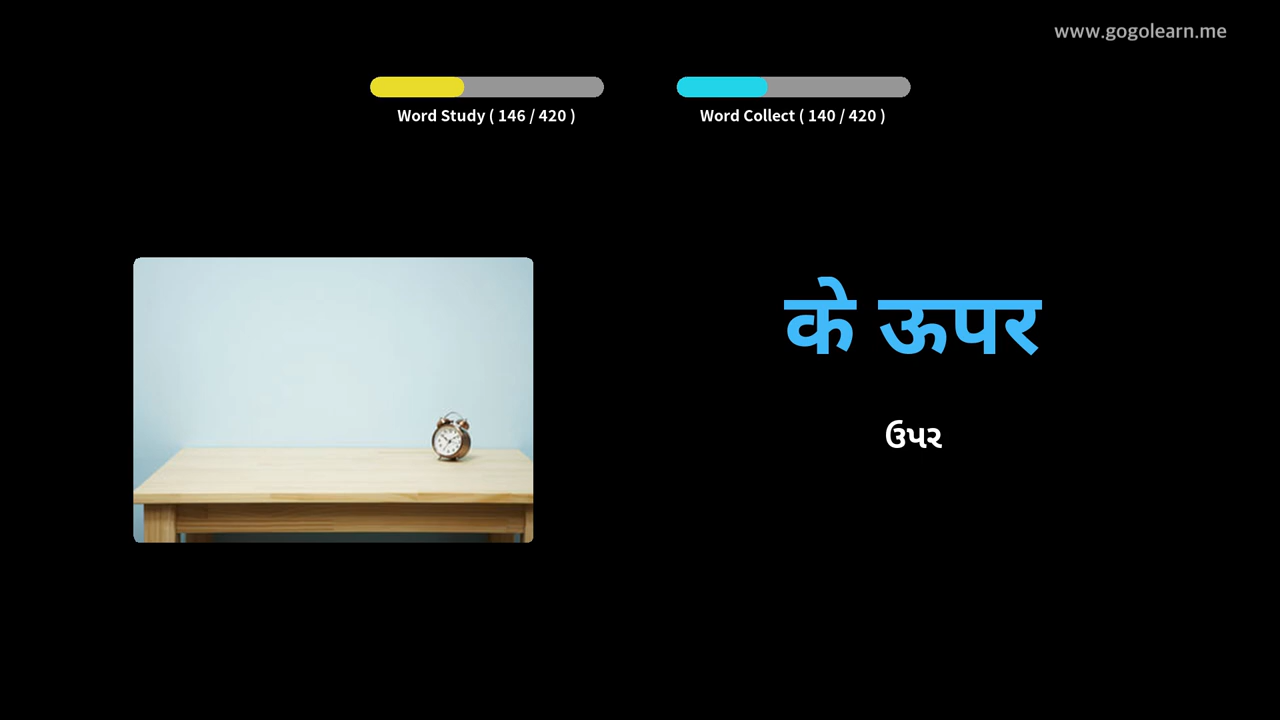 www.gogolearn.me
Word Study ( 146 / 420 )
Word Collect ( 140 / 420 )
के ऊपर
ઉપર